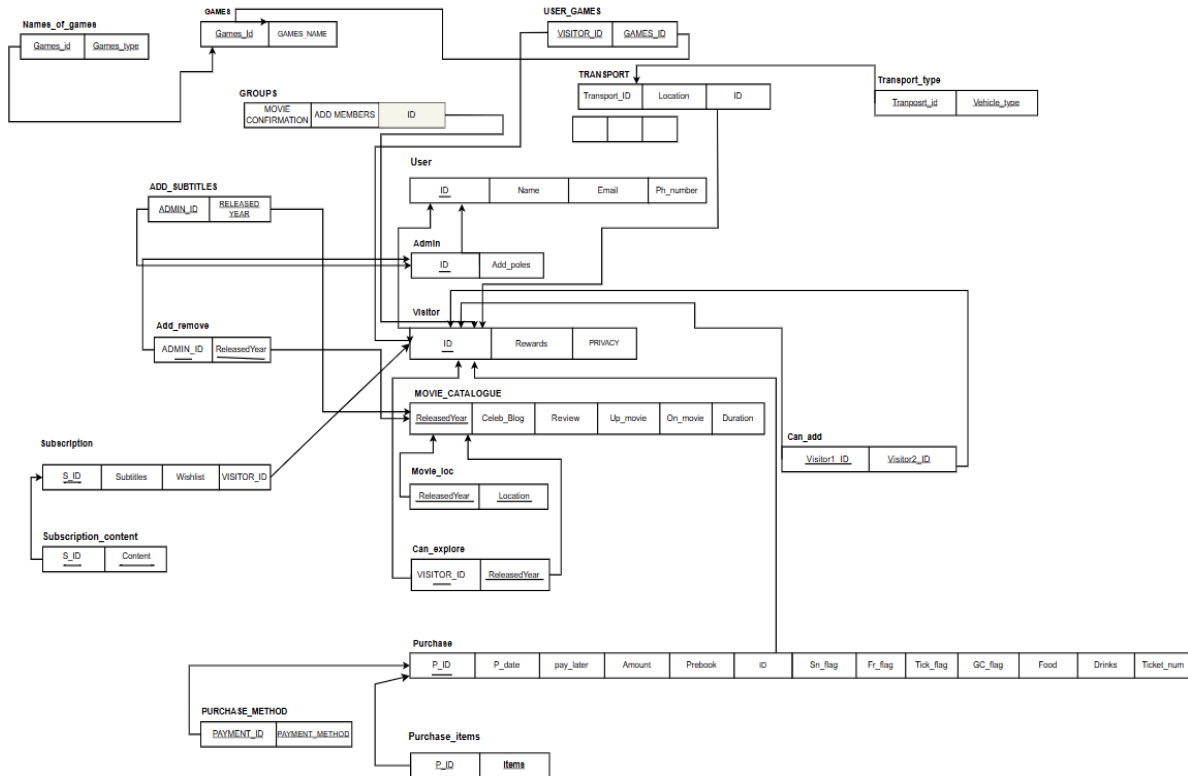 GAMES
Names_of_games
USER_GAMES
Games_id Games_type
Games_Id GAMES_NAME
VISITOR_ID GAMES_ID
TRANSPORT
Transport_type
Transport_ID Location ID
Tranposrt_id Vehicle_type
GROUPS
MOVIE CONFIRMATION ADD MEMBERS ID
User
ID Name Email Ph_number
ADD_SUBTITLES
ADMIN_ID RELEASED YEAR
Admin
ID Add_poles
Visitor
Add_remove
ID Rewards PRIVACY
ADMIN_ID ReleasedYear
MOVIE_CATALOGUE
ReleasedYear Celeb_Blog Review Up_movie On_movie Duration
Subscription
Can_add
S_ID Subtitles Wishlist VISITOR_ID
Visitor1_ID Visitor2_ID
Movie_loc
ReleasedYear Location
Subscription_content
S_ID Content
Can_explore
VISITOR_ID ReleasedYear
Purchase
P_ID P_date pay_later Amount Prebook ID Sn_flag Fr_flag Tick_flag GC_flag Food Drinks Ticket_num
PURCHASE_METHOD
PAYMENT_ID PAYMENT_METHOD
Purchase_items
P_ID Items